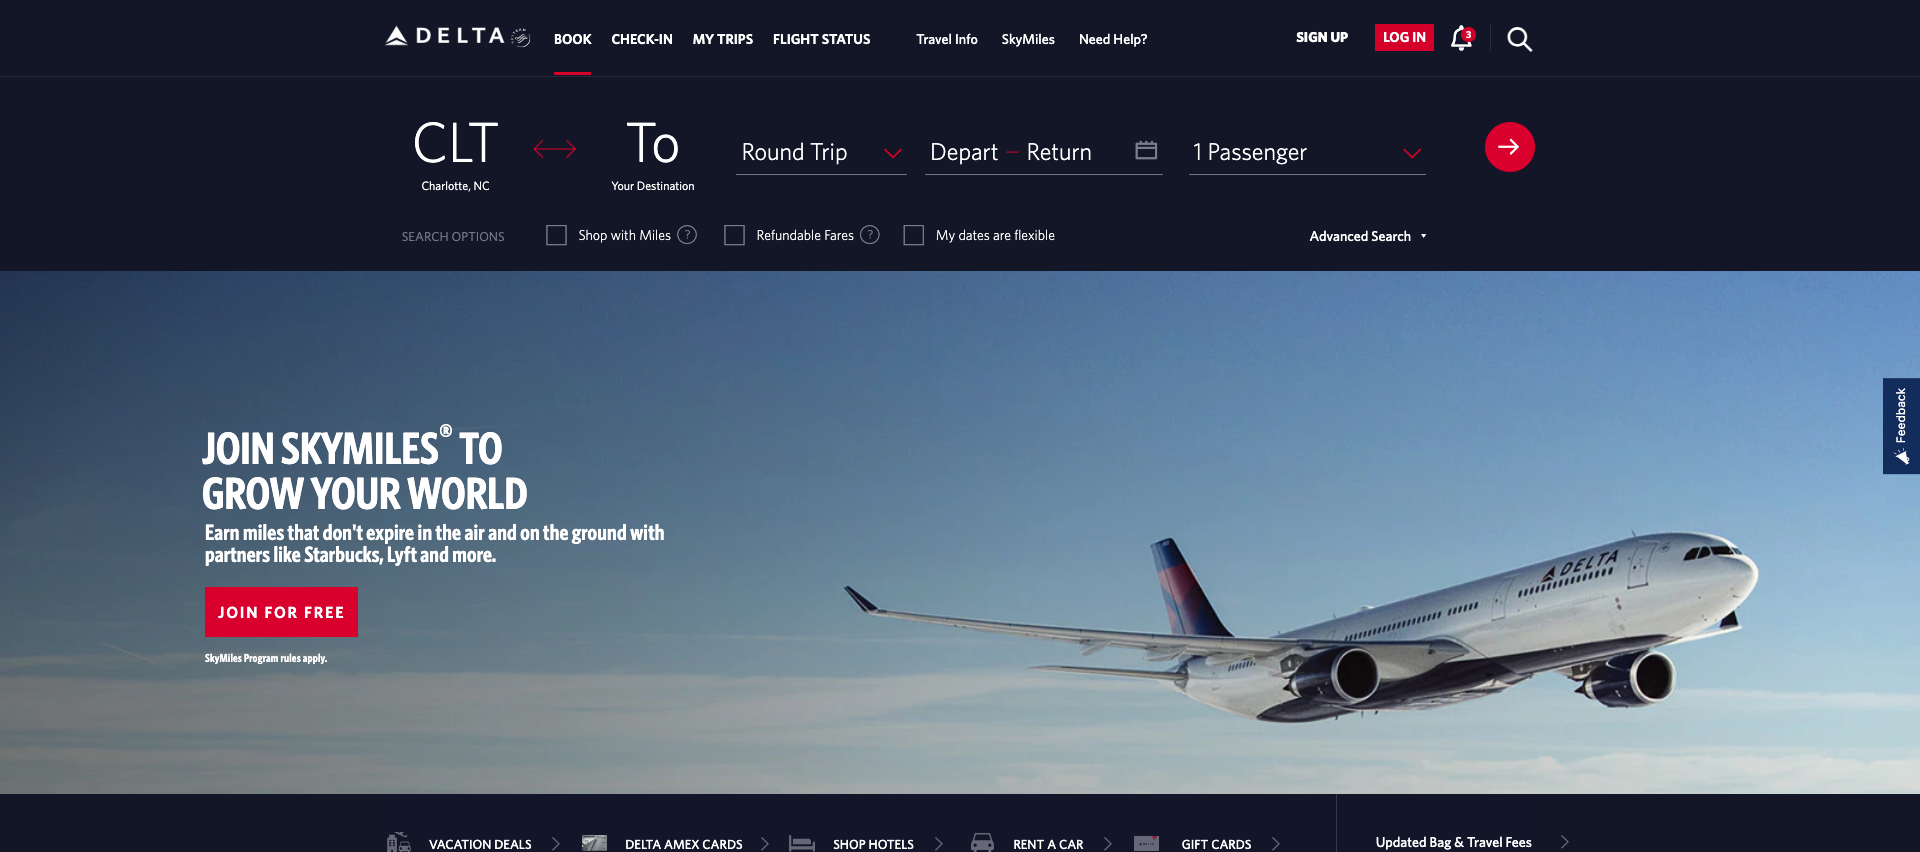 DELTA
BOOK
CHECK-IN
MY TRIPS
FLIGHT STATUS
Travel Info
SkyMiles
Need Help?
SIGN UP
LOG IN
3
CLT
Charlotte, NC
To
Your Destination
Round Trip
Depart – Return
1 Passenger
SEARCH OPTIONS
Shop with Miles ?
Refundable Fares ?
My dates are flexible
Advanced Search
Feedback
JOIN SKYMILES® TO
GROW YOUR WORLD
Earn miles that don't expire in the air and on the ground with
partners like Starbucks, Lyft and more.
JOIN FOR FREE
SkyMiles Program rules apply.
DELTA
VACATION DEALS
DELTA AMEX CARDS
SHOP HOTELS
RENT A CAR
GIFT CARDS
Updated Bag & Travel Fees